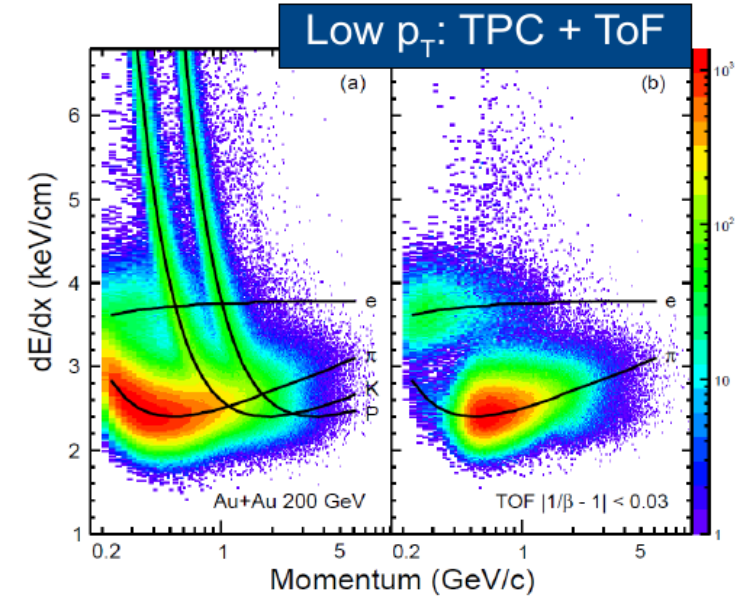 Low pT: TPC + ToF
(a)
(b)
10³
6
5
10²
4
e
e
dE/dx (keV/cm)
3
π
π
10
K
P
2
Au+Au 200 GeV
TOF |1/β - 1| < 0.03
1
1
0.2
1
5
0.2
1
5
Momentum (GeV/c)